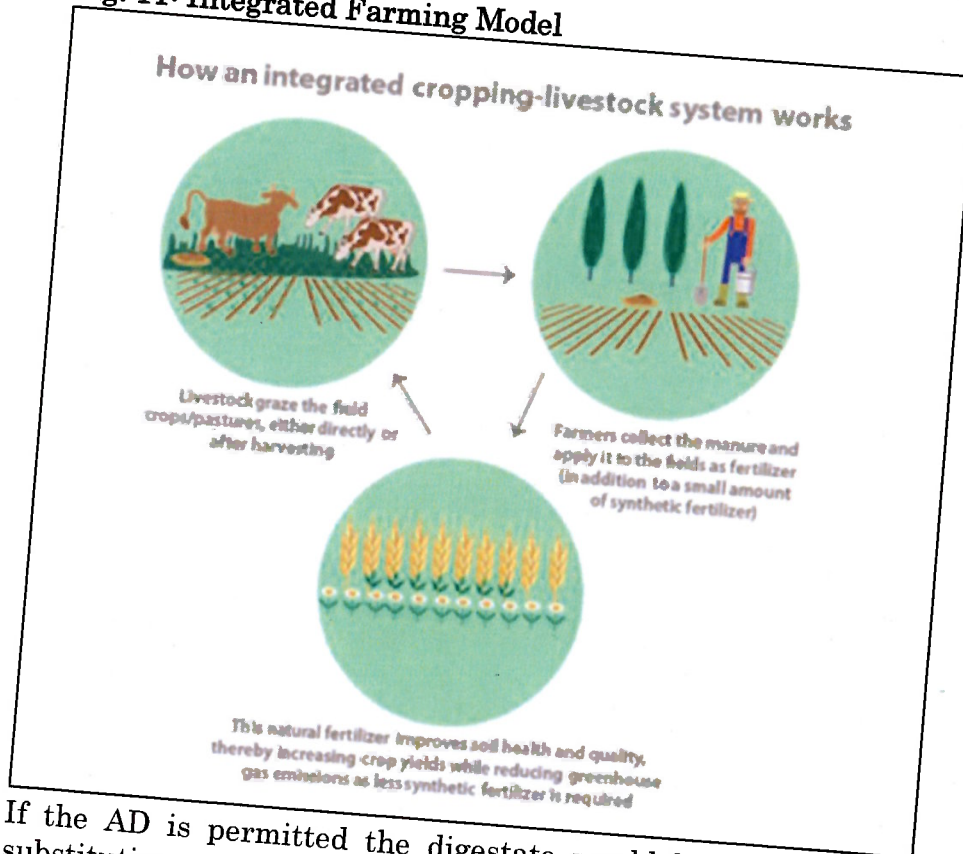 Integrated Farming Model
How an integrated cropping-livestock system works
Livestock graze the field
crops/pastures, either directly or
after harvesting
Farmers collect the manure and
apply it to the fields as fertilizer
(in addition to a small amount
of synthetic fertilizer)
This natural fertilizer improves soil health and quality,
thereby increasing crop yields while reducing greenhouse
gas emissions as less synthetic fertilizer is required
If the AD is permitted the digestate